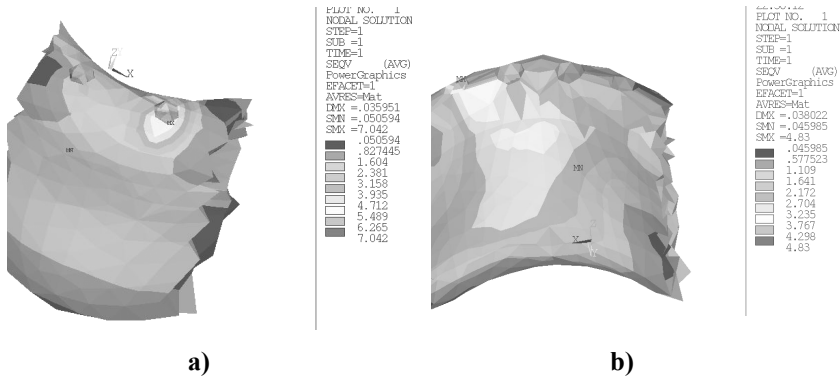 PLOT NO. 1
NODAL SOLUTION
STEP=1
SUB =1
TIME=1
SEQV (AVG)
PowerGraphics
EFACET=1
AVRES=Mat
DMX =.035951
SMN =.050594
SMX =7.042
.050594
.827445
1.604
2.381
3.158
3.935
4.712
5.489
6.265
7.042
Z
X
MX
MN
a)
PLOT NO. 1
NODAL SOLUTION
STEP=1
SUB =1
TIME=1
SEQV (AVG)
PowerGraphics
EFACET=1
AVRES=Mat
DMX =.038022
SMN =.045985
SMX =4.83
.045985
.577523
1.109
1.641
2.172
2.704
3.235
3.767
4.298
4.83
MX
MN
X
b)